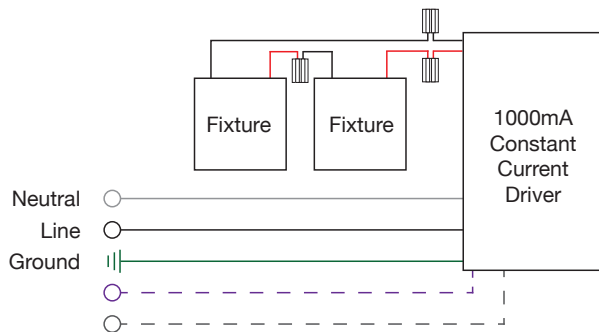 Fixture
Fixture
1000mA
Constant
Current
Driver
Neutral
Line
Ground